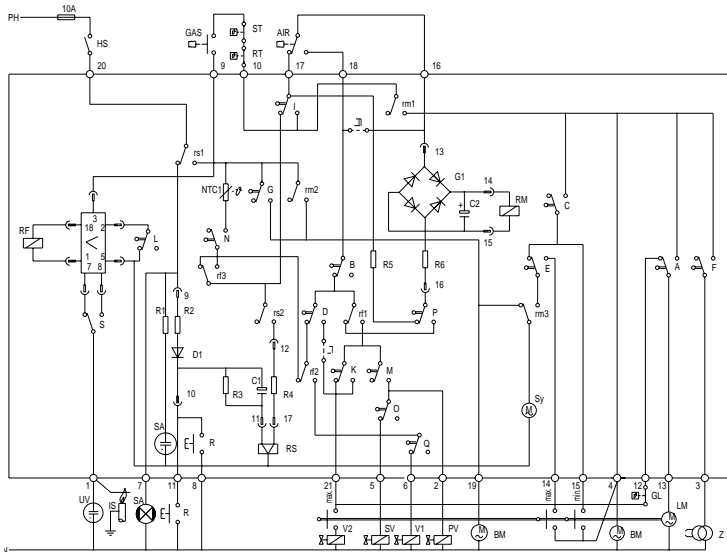 10A
PH
HS
GAS
ST
RT
AIR
20
9
10
17
18
16
I
rm1
rs1
13
NTC1
G
rm2
G1
14
C2
RM
15
C
3
18
2
1
5
7
8
RF
L
N
rf3
B
R5
R6
E
A
F
S
9
R1
R2
rs2
16
D
rf1
P
rm3
12
D1
10
R3
C1
R4
rf2
K
M
O
Sy
M
SA
11
17
RS
R
Q
1
7
11
8
21
5
6
2
19
14
15
4
12
13
3
max
max
min
UV
IS
SA
R
V2
SV
V1
PV
M
BM
GL
LM
M
M
BM
Z